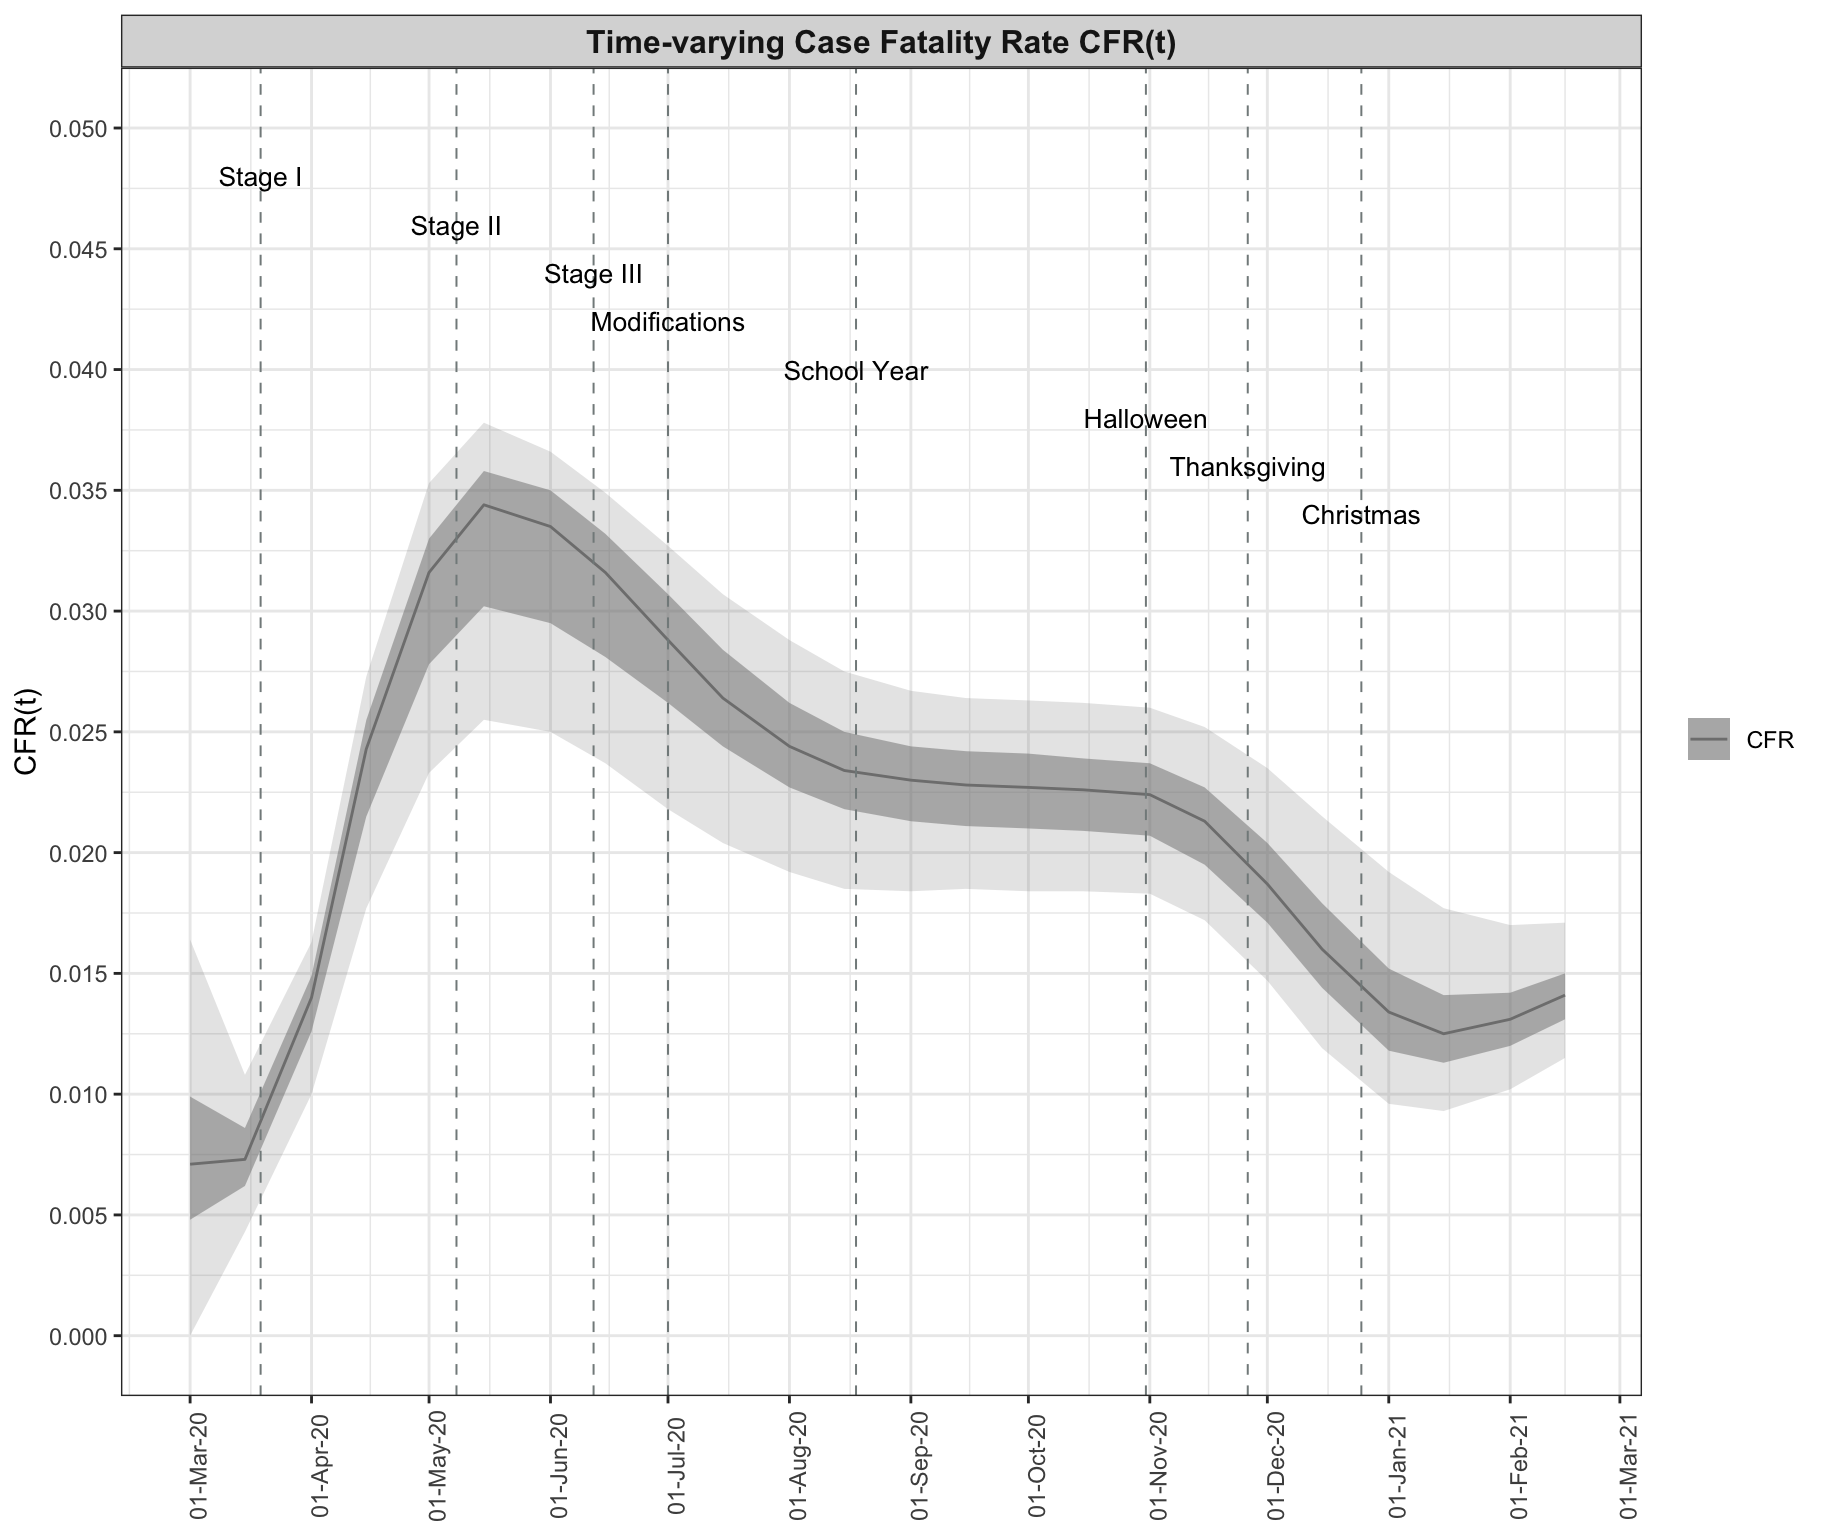 Time-varying Case Fatality Rate CFR(t)
0.050
Stage I
Stage II
0.045
Stage III
Modifications
0.040
School Year
Halloween
Thanksgiving
0.035
Christmas
0.030
0.025
CFR(t)
CFR
0.020
0.015
0.010
0.005
0.000
01-Mar-20
01-Apr-20
01-May-20
01-Jun-20
01-Jul-20
01-Aug-20
01-Sep-20
01-Oct-20
01-Nov-20
01-Dec-20
01-Jan-21
01-Feb-21
01-Mar-21